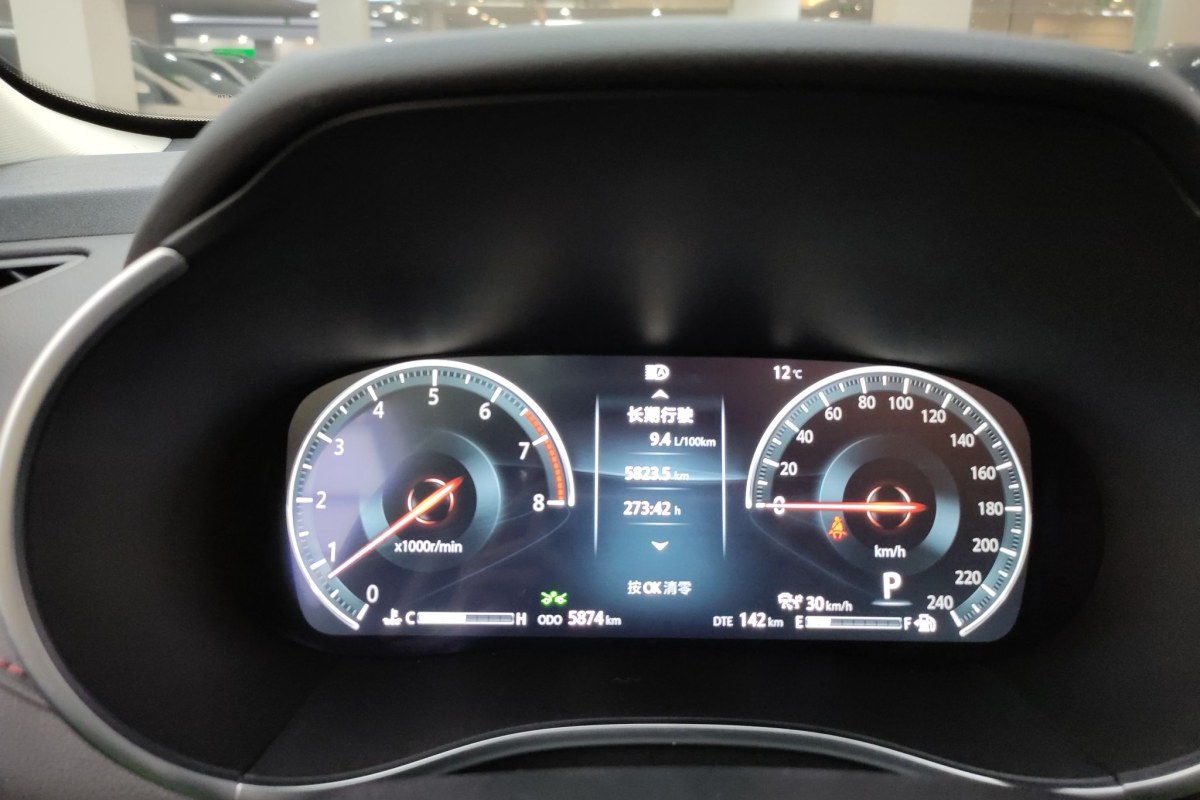 12℃
长期行驶
9.4 L/100km
5823.5 km
273:42 h
按OK清零
0 1 2 3 4 5 6 7 8
x1000r/min
0 20 40 60 80 100 120 140 160 180 200 220 240
km/h
P
C H
ODO 5874 km
DTE 142 km
30 km/h
E F